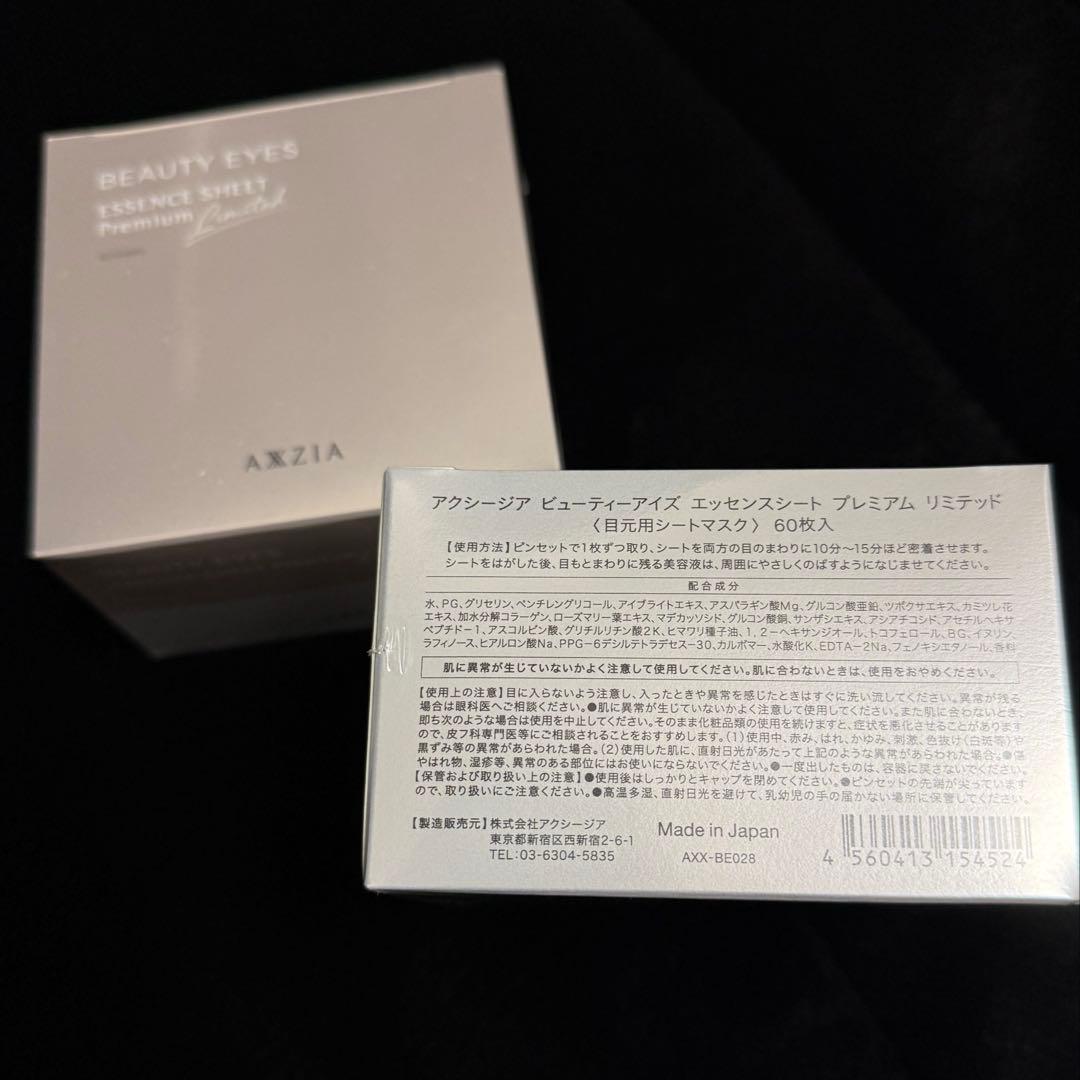 BEAUTY EYES
ESSENCE SHEET
Premium Limited
AXXZIA
アクシージア ビューティーアイズ エッセンスシート プレミアム リミテッド
〈目元用シートマスク〉 60枚入
【使用方法】ピンセットで1枚ずつ取り、シートを両方の目のまわりに10分〜15分ほど密着させます。
シートをはがした後、目もとまわりに残る美容液は、周囲にやさしくのばすようになじませてください。
配合成分
水、PG、グリセリン、ペンチレングリコール、アイブライトエキス、アスパラギン酸Mg、グルコン酸亜鉛、ツボクサエキス、カミツレ花
エキス、加水分解コラーゲン、ローズマリー葉エキス、マデカッソシド、グルコン酸銅、サンザシエキス、アシアチコシド、アセチルヘキサ
ペプチド-1、アスコルビン酸、グリチルリチン酸2K、ヒマワリ種子油、1，2-ヘキサンジオール、トコフェロール、BG、イヌリン、
ラフィノース、ヒアルロン酸Na、PPG-6デシルテトラデセス-30、カルボマー、水酸化K、EDTA-2Na、フェノキシエタノール、香料
肌に異常が生じていないかよく注意して使用してください。肌に合わないときは、使用をおやめください。
【使用上の注意】目に入らないよう注意し、入ったときや異常を感じたときはすぐに洗い流してください。異常が残る
場合は眼科医へご相談ください。●肌に異常が生じていないかよく注意して使用してください。また肌に合わないとき、
即ち次のような場合は使用を中止してください。そのまま化粧品類の使用を続けますと、症状を悪化させることがあります
ので、皮フ科専門医等にご相談されることをおすすめします。(1)使用中、赤み、はれ、かゆみ、刺激、色抜け(白斑等)や
黒ずみ等の異常があらわれた場合。(2)使用した肌に、直射日光があたって上記のような異常があらわれた場合。●傷
やはれ物、湿疹等、異常のある部位にはお使いにならないでください。●一度出したものは、容器に戻さないでください。
【保管および取り扱い上の注意】●使用後はしっかりとキャップを閉めてください。●ピンセットの先端が尖っています
ので、取り扱いにご注意ください。●高温多湿、直射日光を避けて、乳幼児の手の届かない場所に保管してください。
【製造販売元】株式会社アクシージア
東京都新宿区西新宿2-6-1
TEL:03-6304-5835
Made in Japan
AXX-BE028
4 560413 154524